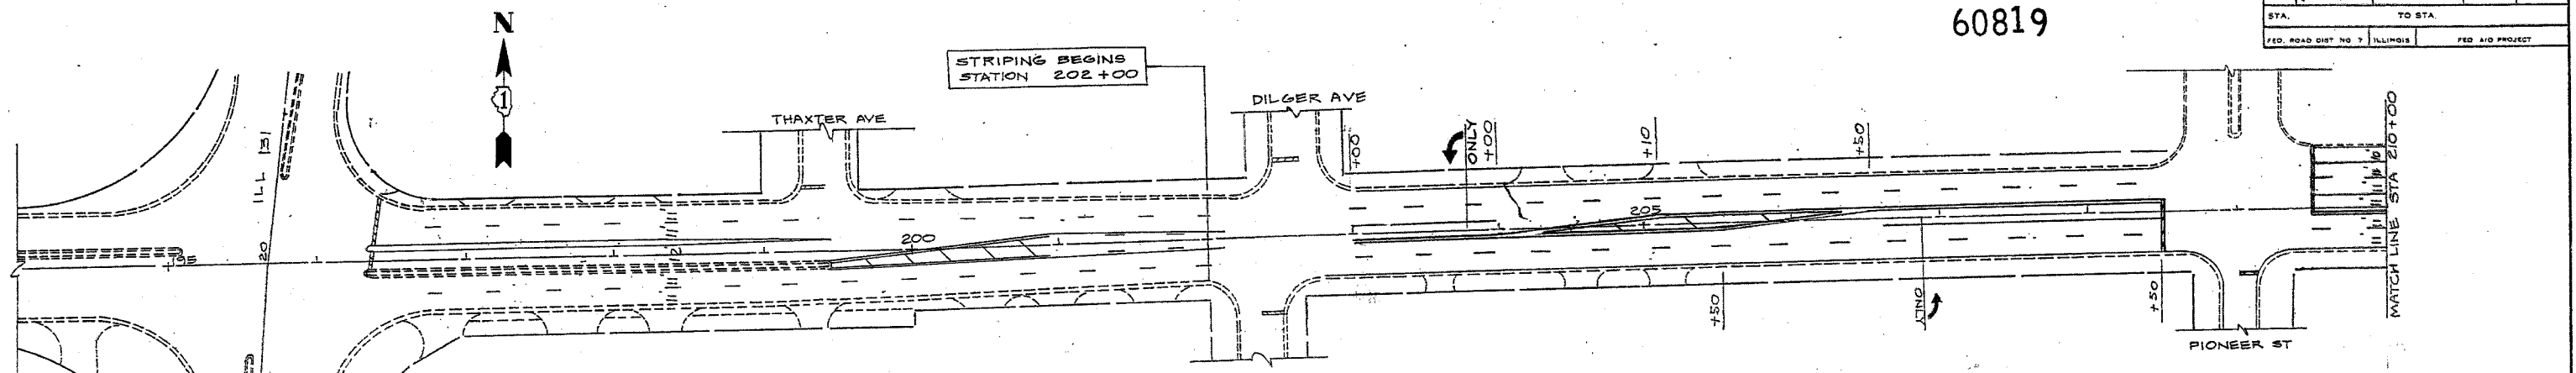 60819
STA. TO STA.
FED. ROAD DIST NO 7 ILLINOIS FED AID PROJECT
N
1
STRIPING BEGINS
STATION 202+00
THAXTER AVE
DILGER AVE
ILL 131
+00
ONLY
+00
+10
+50
MATCH LINE STA 210+00
95
20
200
205
12
+50
ONLY
+50
PIONEER ST